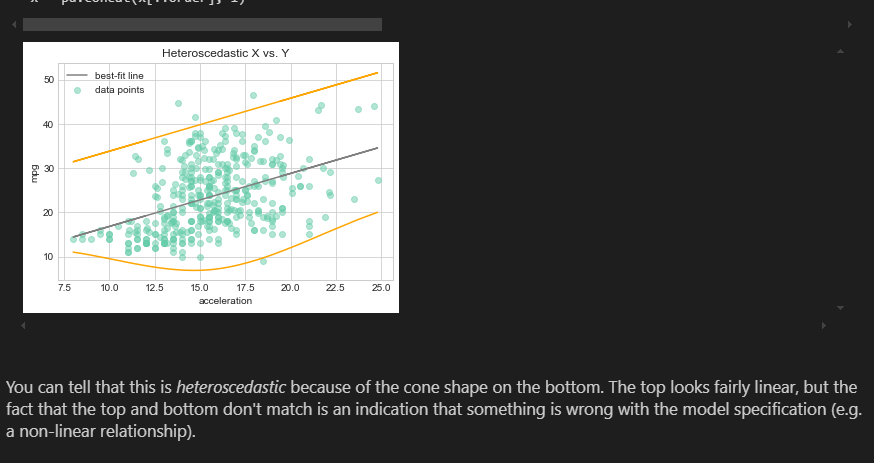 Heteroscedastic X vs. Y
best-fit line
data points
50
40
30
20
10
mpg
7.5 10.0 12.5 15.0 17.5 20.0 22.5 25.0
acceleration
You can tell that this is heteroscedastic because of the cone shape on the bottom. The top looks fairly linear, but the
fact that the top and bottom don't match is an indication that something is wrong with the model specification (e.g.
a non-linear relationship).